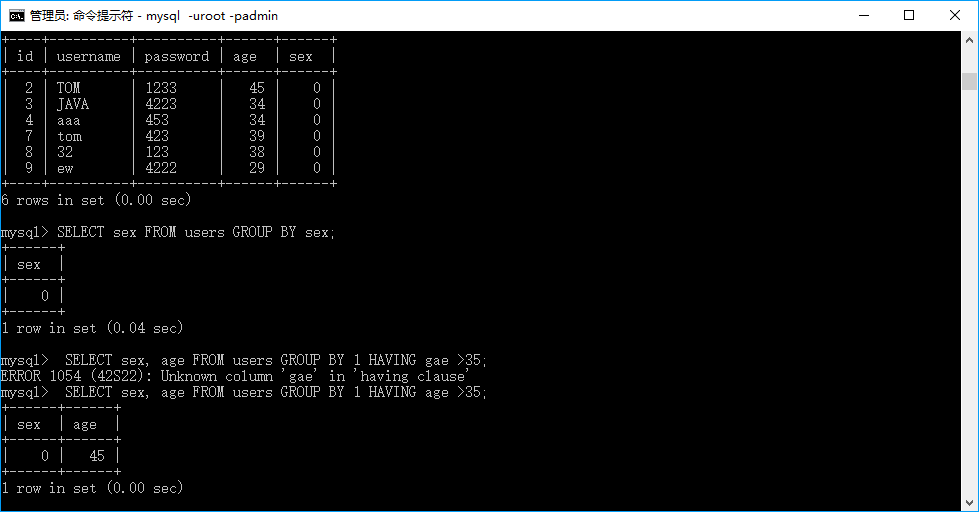 管理员: 命令提示符 - mysql  -uroot -padmin
+----+----------+----------+------+------+
| id | username | password | age  | sex  |
+----+----------+----------+------+------+
|  2 | TOM      | 1233     |   45 |    0 |
|  3 | JAVA     | 4223     |   34 |    0 |
|  4 | aaa      | 453      |   34 |    0 |
|  7 | tom      | 423      |   39 |    0 |
|  8 | 32       | 123      |   38 |    0 |
|  9 | ew       | 4222     |   29 |    0 |
+----+----------+----------+------+------+
6 rows in set (0.00 sec)
mysql> SELECT sex FROM users GROUP BY sex;
+------+
| sex  |
+------+
|    0 |
+------+
1 row in set (0.04 sec)
mysql>  SELECT sex, age FROM users GROUP BY 1 HAVING gae >35;
ERROR 1054 (42S22): Unknown column 'gae' in 'having clause'
mysql>  SELECT sex, age FROM users GROUP BY 1 HAVING age >35;
+------+------+
| sex  | age  |
+------+------+
|    0 |   45 |
+------+------+
1 row in set (0.00 sec)